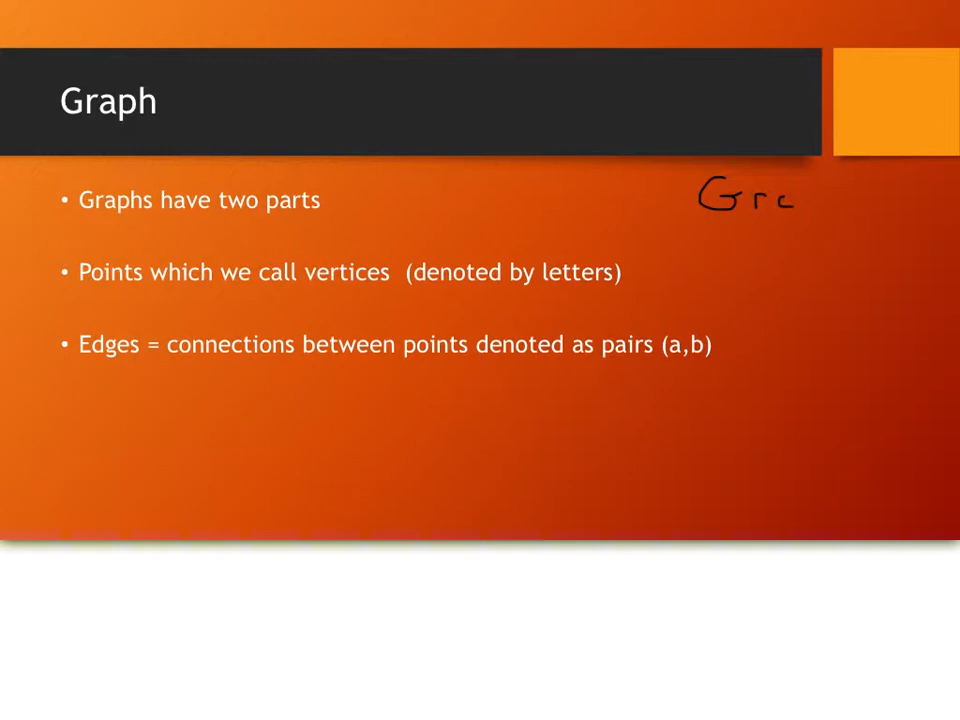 Graph
• Graphs have two parts
Grc
• Points which we call vertices (denoted by letters)
• Edges = connections between points denoted as pairs (a,b)